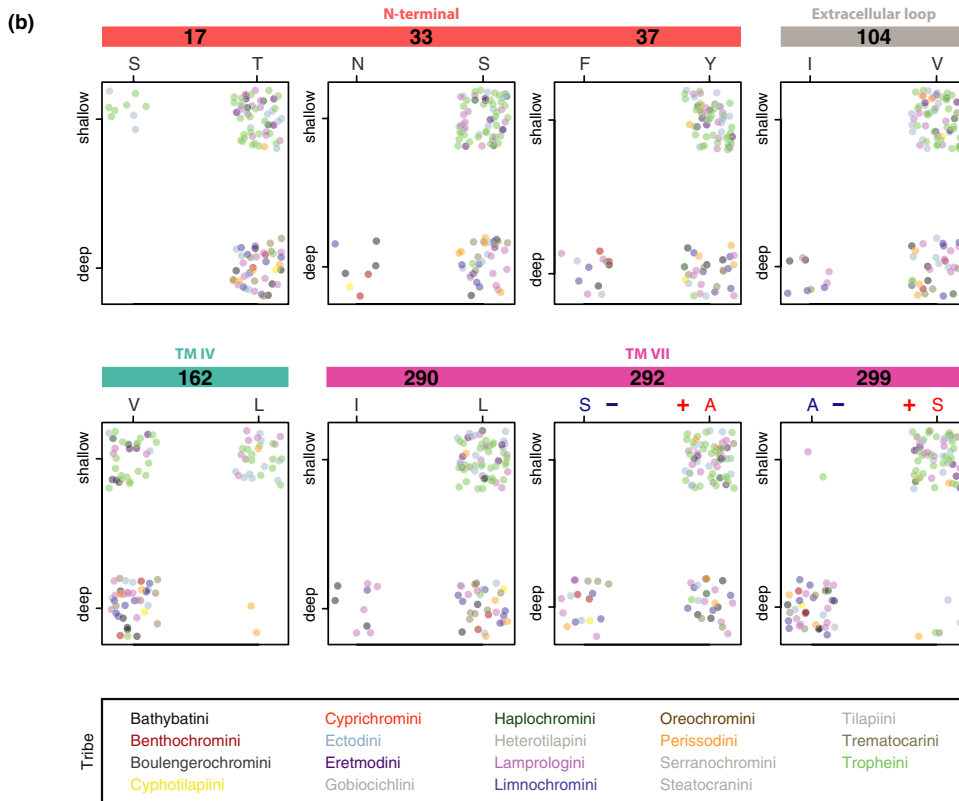 (b)
N-terminal Extracellular loop
17 33 37 104
S T N S F Y I V
shallow shallow shallow shallow
deep deep deep deep
TM IV TM VII
162 290 292 299
V L I L S − + A A − + S
shallow shallow shallow shallow
deep deep deep deep
Tribe
Bathybatini Cyprichromini Haplochromini Oreochromini Tilapiini
Benthochromini Ectodini Heterotilapini Perissodini Trematocarini
Boulengerochromini Eretmodini Lamprologini Serranochromini Tropheini
Cyphotilapiini Gobiocichlini Limnochromini Steatocranini